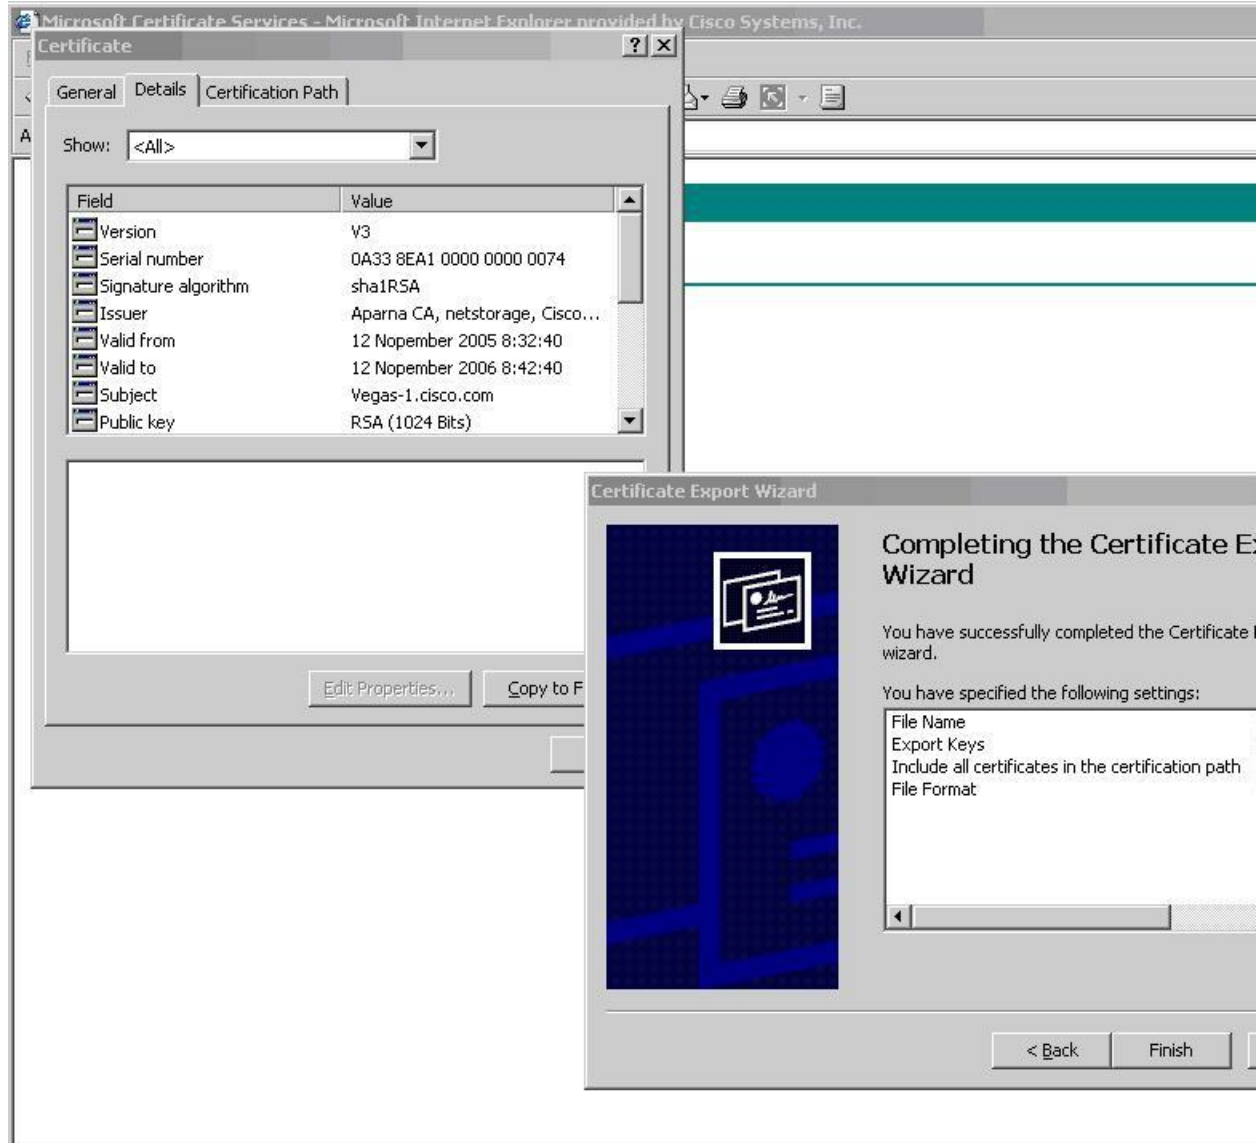 Microsoft Certificate Services - Microsoft Internet Explorer provided by Cisco Systems, Inc.
Certificate
General Details Certification Path
Show: <All>
Field Value
Version V3
Serial number 0A33 8EA1 0000 0000 0074
Signature algorithm sha1RSA
Issuer Aparna CA, netstorage, Cisco...
Valid from 12 Nopember 2005 8:32:40
Valid to 12 Nopember 2006 8:42:40
Subject Vegas-1.cisco.com
Public key RSA (1024 Bits)
Edit Properties... Copy to F
Certificate Export Wizard
Completing the Certificate Ex
Wizard
You have successfully completed the Certificate
wizard.
You have specified the following settings:
File Name
Export Keys
Include all certificates in the certification path
File Format
< Back Finish